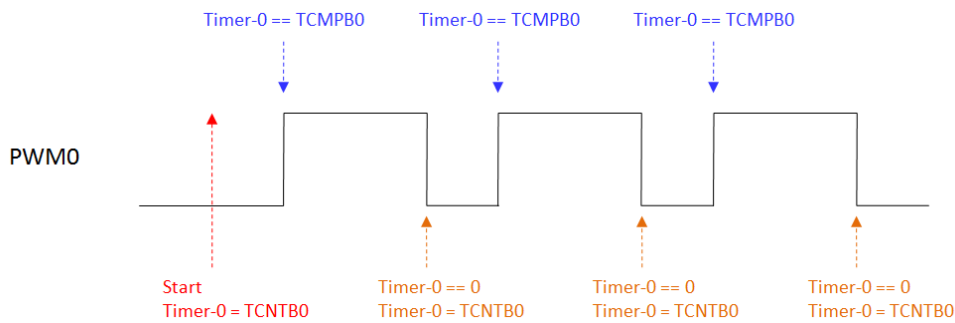 Timer-0 == TCMPB0 Timer-0 == TCMPB0 Timer-0 == TCMPB0
PWM0
Start Timer-0 == 0 Timer-0 == 0 Timer-0 == 0
Timer-0 = TCNTB0 Timer-0 = TCNTB0 Timer-0 = TCNTB0 Timer-0 = TCNTB0